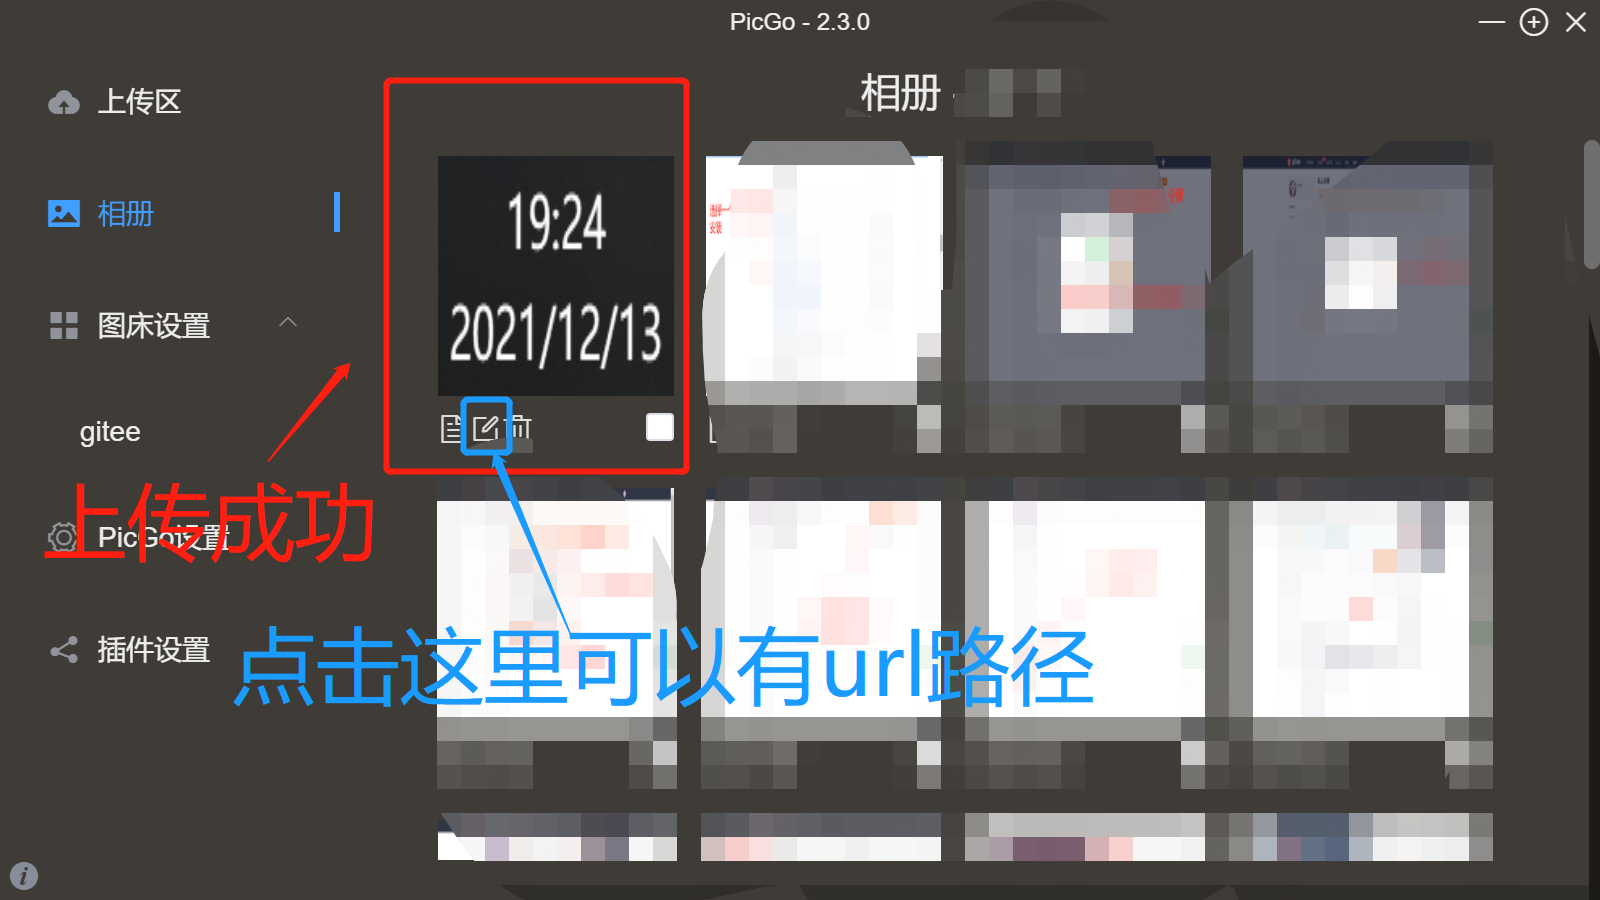 PicGo - 2.3.0
上传区
相册 -
相册
19:24
2021/12/13
图床设置
gitee
上传成功
PicGo设置
插件设置
点击这里可以有url路径